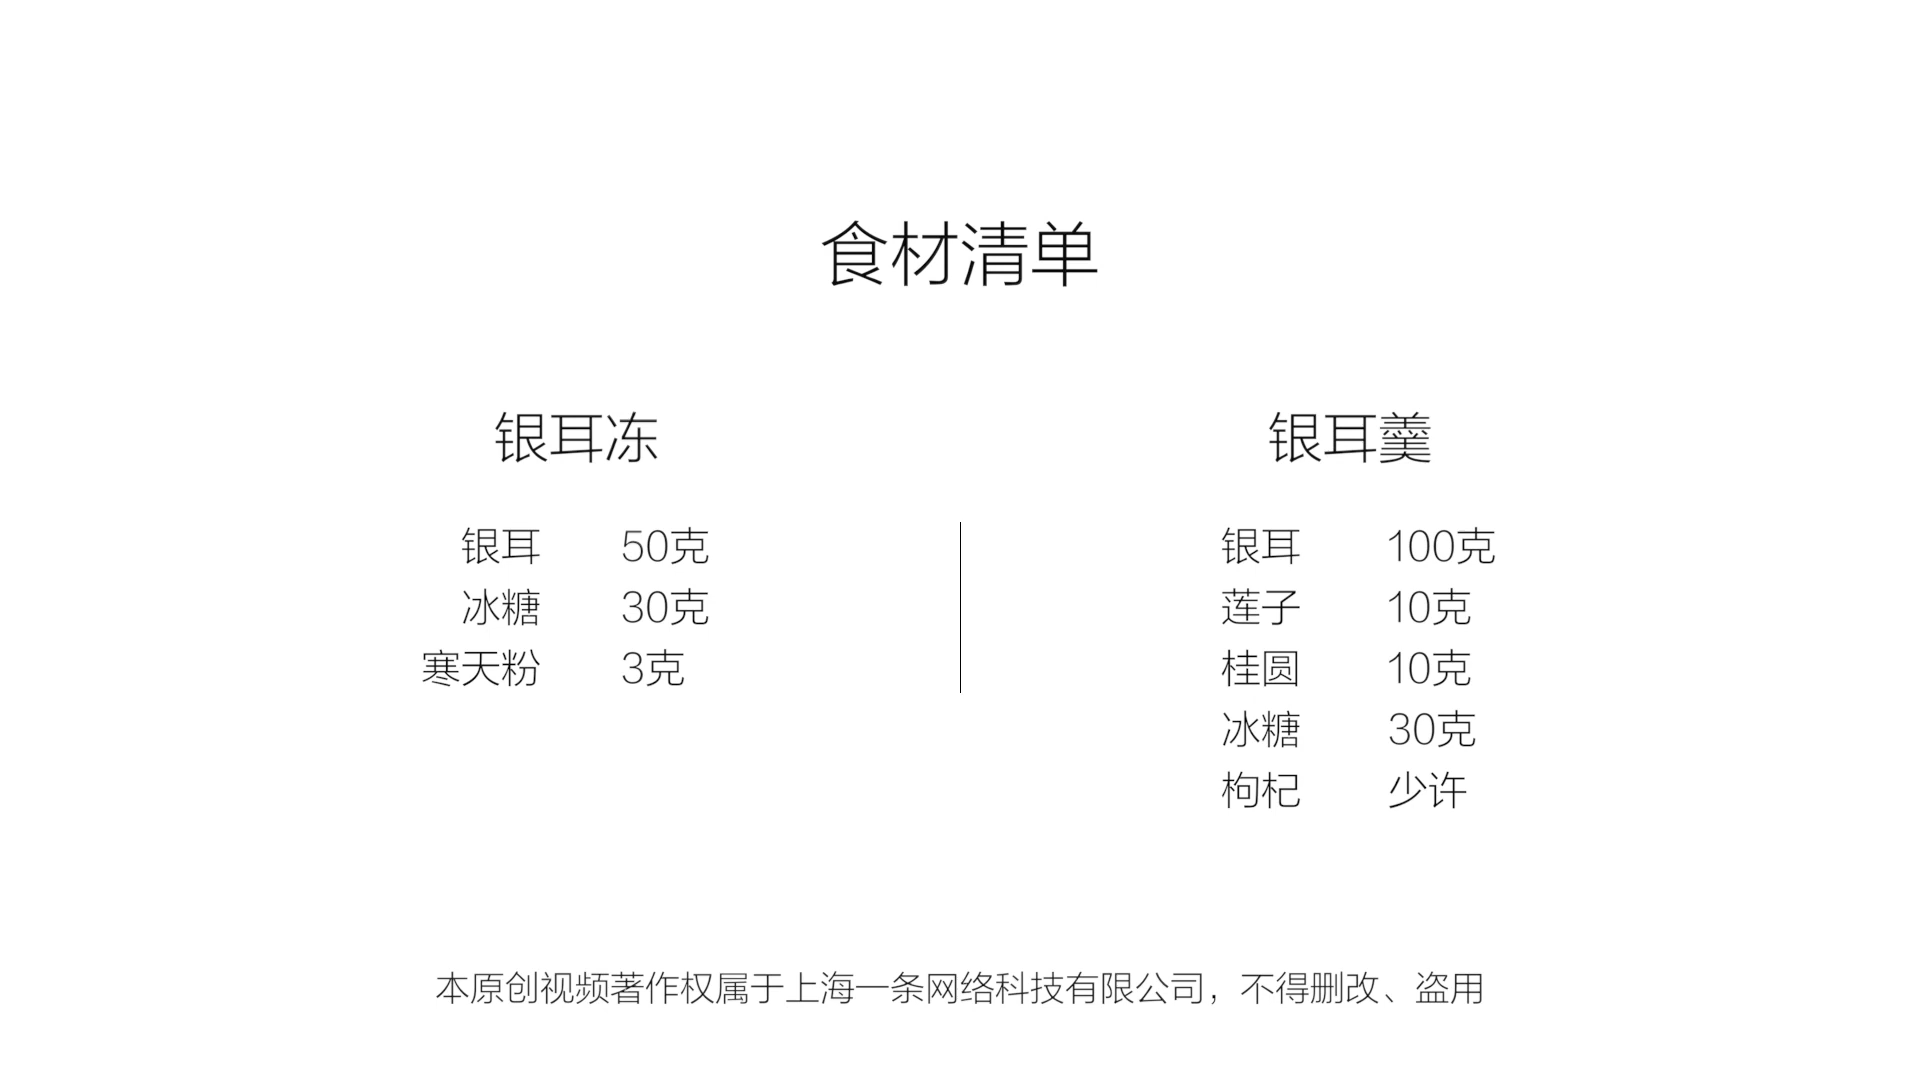 食材清单
银耳冻
银耳 50克
冰糖 30克
寒天粉 3克
银耳羹
银耳 100克
莲子 10克
桂圆 10克
冰糖 30克
枸杞 少许
本原创视频著作权属于上海一条网络科技有限公司，不得删改、盗用